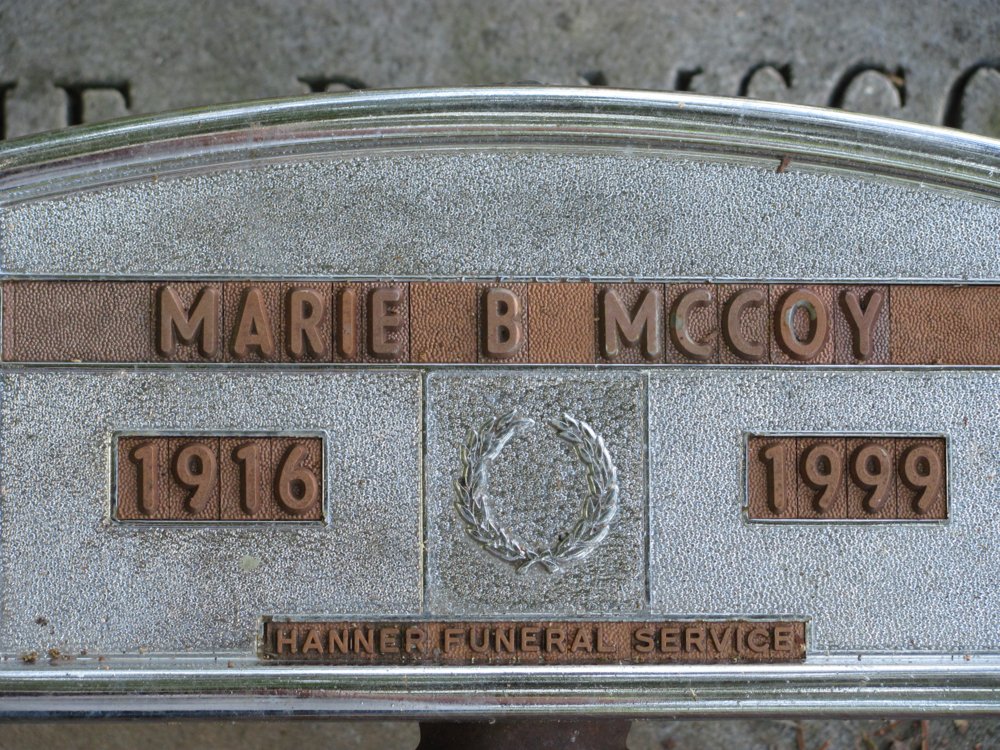 MARIE B MCCOY
1916 1999
HANNER FUNERAL SERVICE